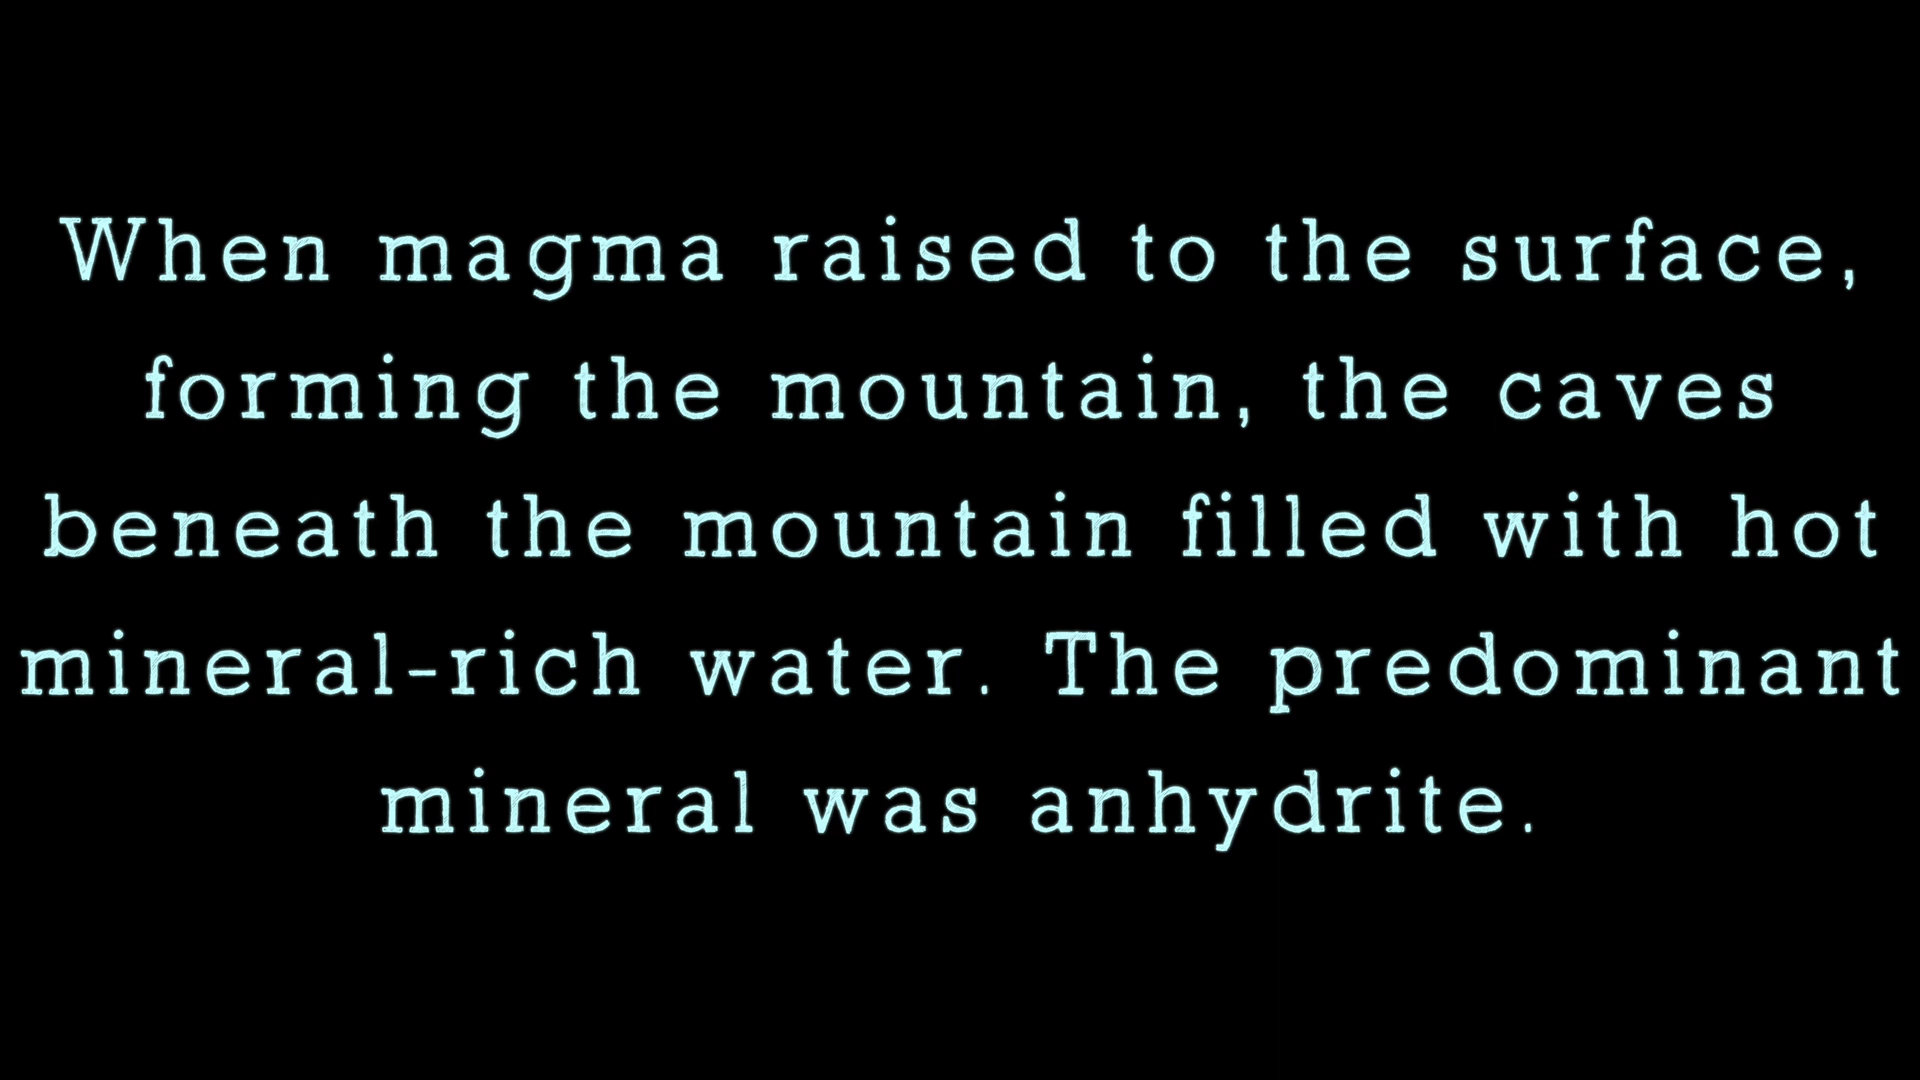 When magma raised to the surface,
forming the mountain, the caves
beneath the mountain filled with hot
mineral-rich water. The predominant
mineral was anhydrite.